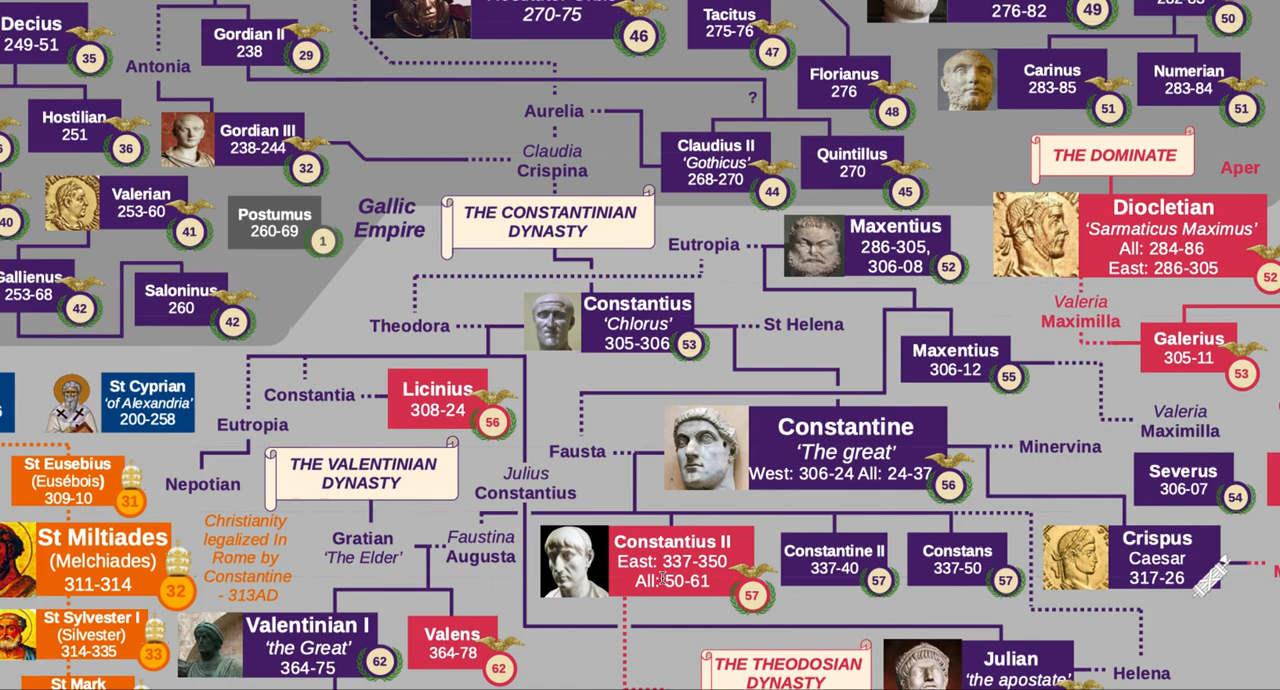 Decius
249-51
35
Antonia
Gordian II
238
29
270-75
46
Tacitus
275-76
47
276-82
49
50
Florianus
276
48
Carinus
283-85
51
Numerian
283-84
51
Hostilian
251
36
Gordian III
238-244
32
Aurelia
?
Claudia
Crispina
Claudius II
'Gothicus'
268-270
44
Quintillus
270
45
THE DOMINATE
Aper
40
Valerian
253-60
41
Postumus
260-69
1
Gallic
Empire
THE CONSTANTINIAN
DYNASTY
Eutropia
Maxentius
286-305,
306-08
52
Diocletian
'Sarmaticus Maximus'
All: 284-86
East: 286-305
52
Gallienus
253-68
42
Saloninus
260
42
Theodora
Constantius
'Chlorus'
305-306
53
St Helena
Valeria
Maximilla
Galerius
305-11
53
Maxentius
306-12
55
St Cyprian
'of Alexandria'
200-258
Constantia
Licinius
308-24
56
Eutropia
Fausta
Constantine
'The great'
West: 306-24 All: 24-37
56
Minervina
Valeria
Maximilla
St Eusebius
(Eusébois)
309-10
31
Nepotian
THE VALENTINIAN
DYNASTY
Julius
Constantius
Severus
306-07
54
St Miltiades
(Melchiades)
311-314
32
Christianity
legalized In
Rome by
Constantine
- 313AD
Gratian
'The Elder'
Faustina
Augusta
Constantius II
East: 337-350
All: 50-61
57
Constantine II
337-40
57
Constans
337-50
57
Crispus
Caesar
317-26
St Sylvester I
(Silvester)
314-335
33
Valentinian I
'the Great'
364-75
62
Valens
364-78
62
THE THEODOSIAN
DYNASTY
Julian
'the apostate'
Helena
St Mark